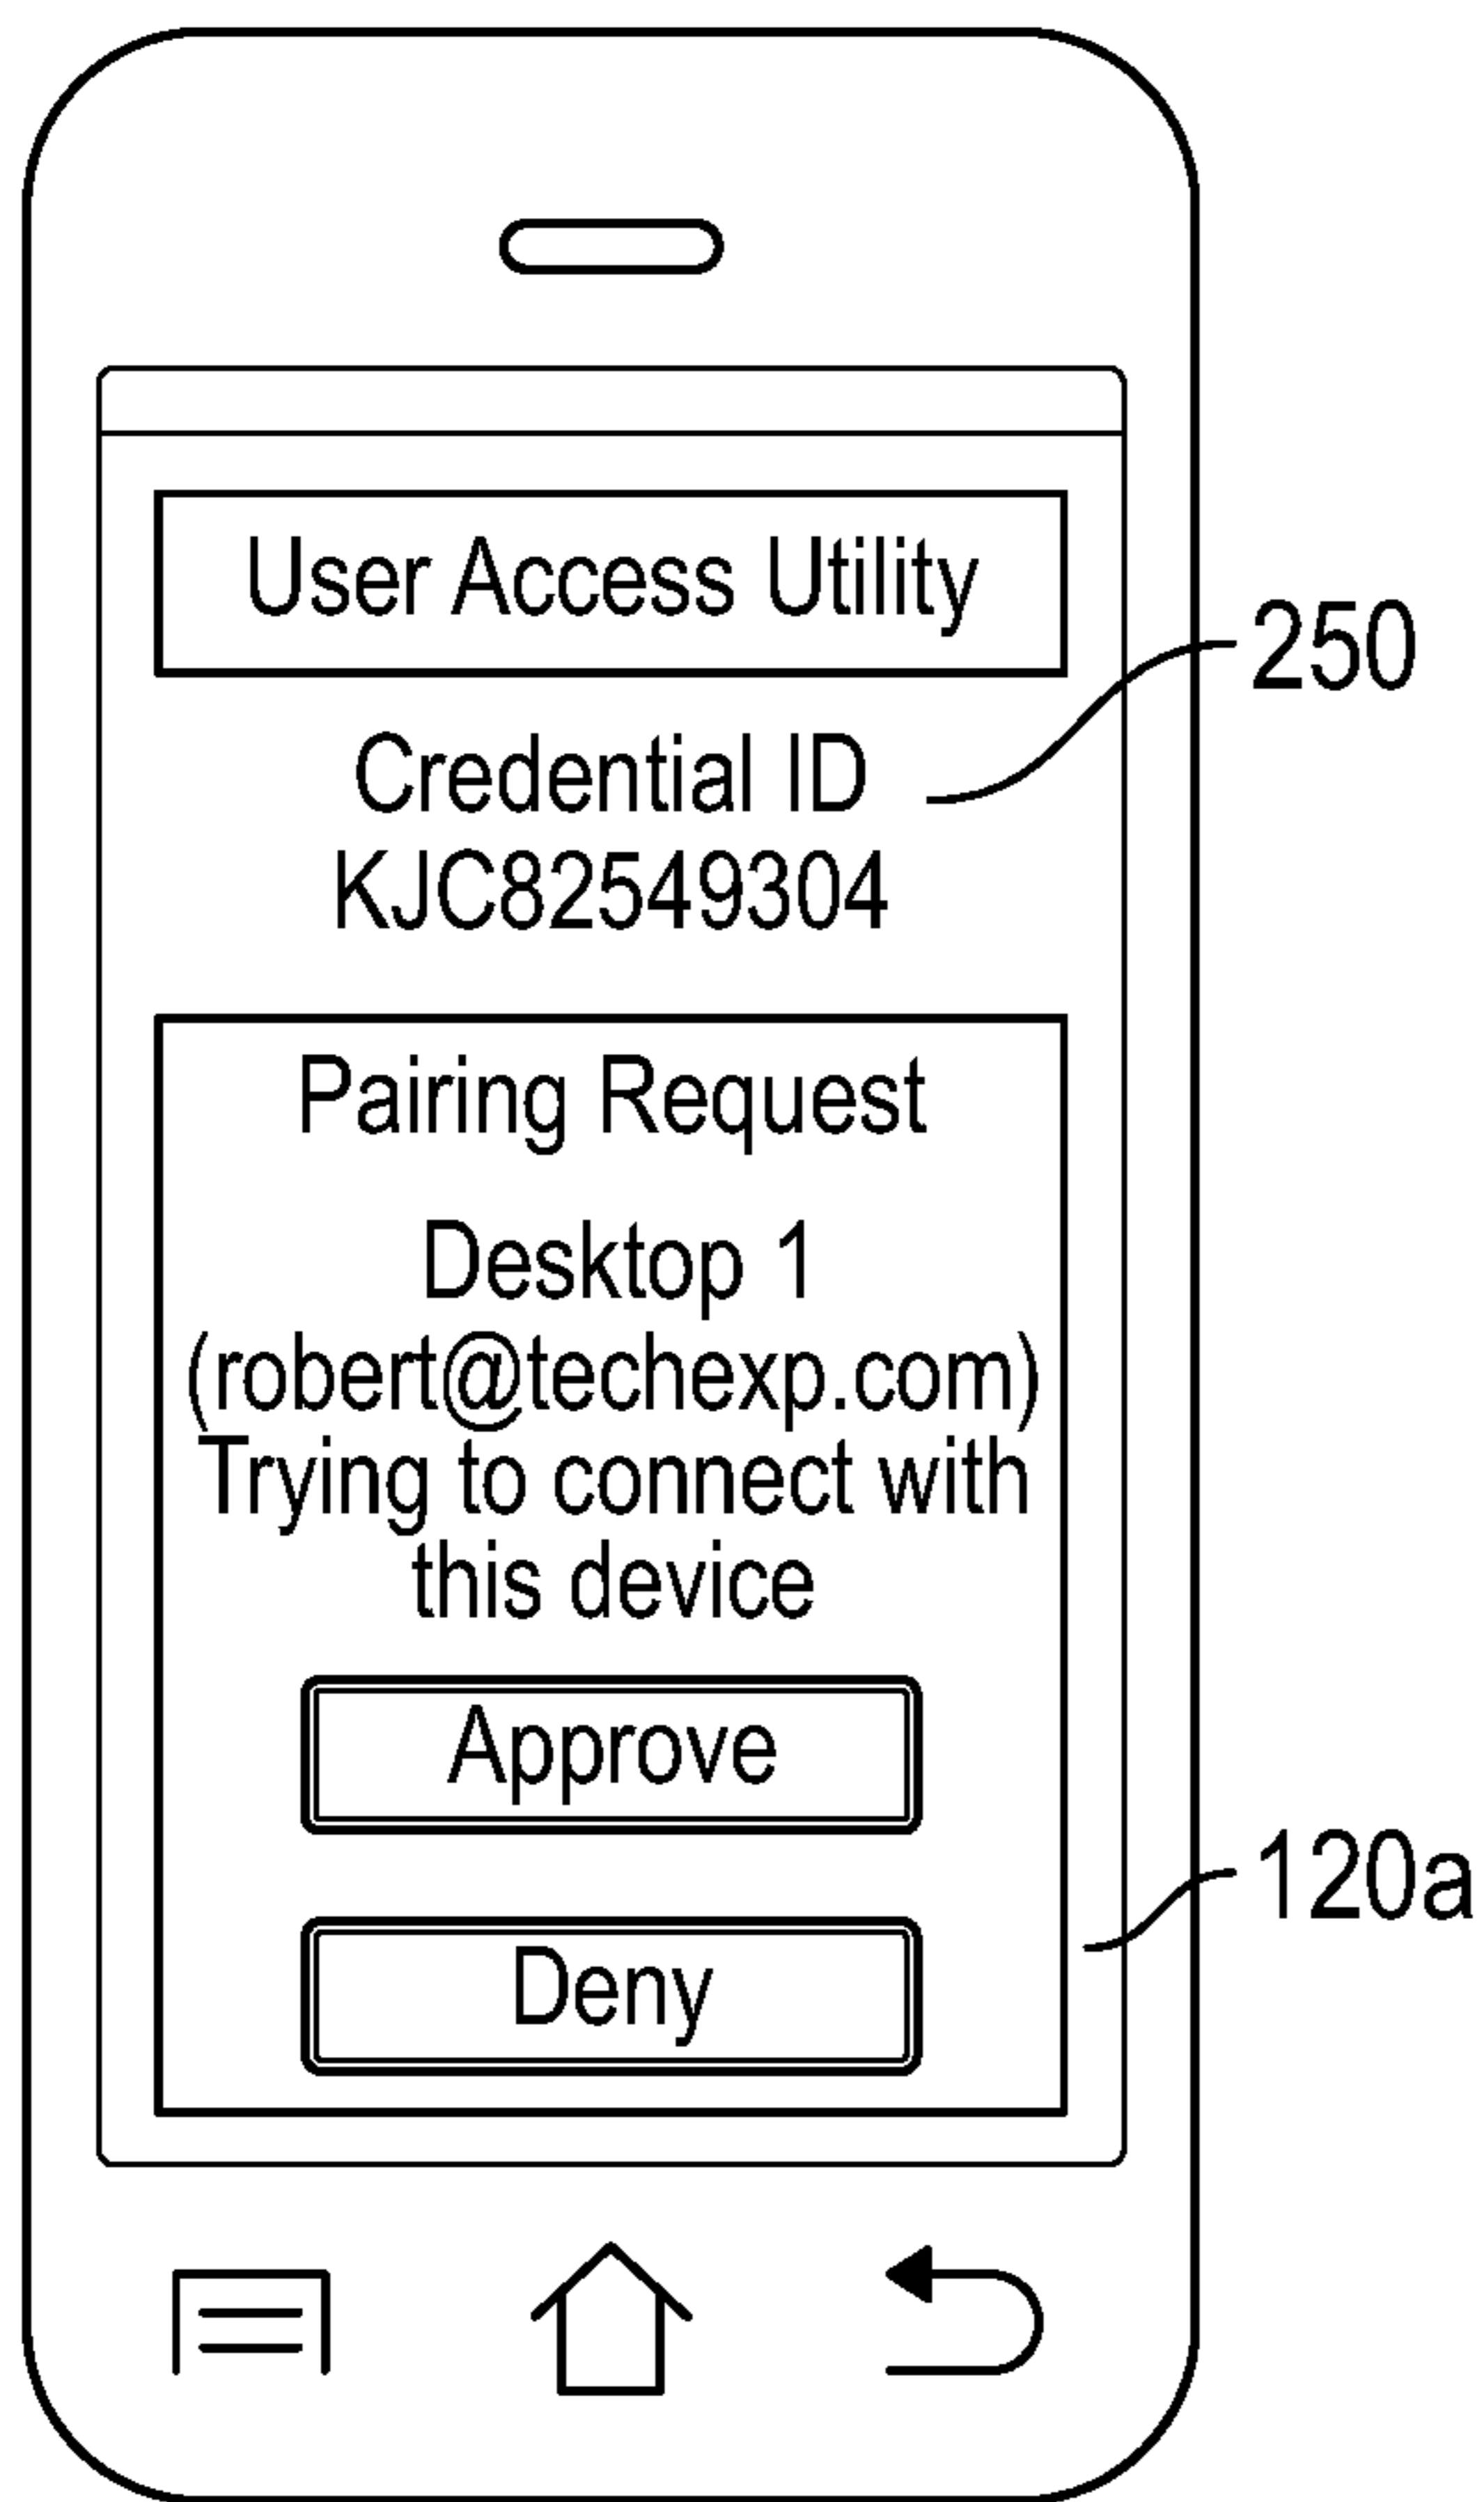 User Access Utility
250
Credential ID
KJC82549304
Pairing Request
Desktop 1
(robert@techexp.com)
Trying to connect with
this device
Approve
120a
Deny